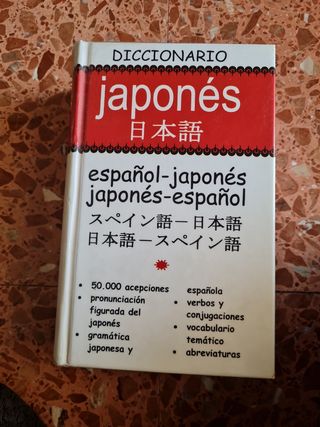 DICCIONARIO
japonés
日本語
español-japonés
japonés-español
スペイン語－日本語
日本語－スペイン語
• 50.000 acepciones
• pronunciación
figurada del
japonés
• gramática
japonesa y
española
• verbos y
conjugaciones
• vocabulario
temático
• abreviaturas